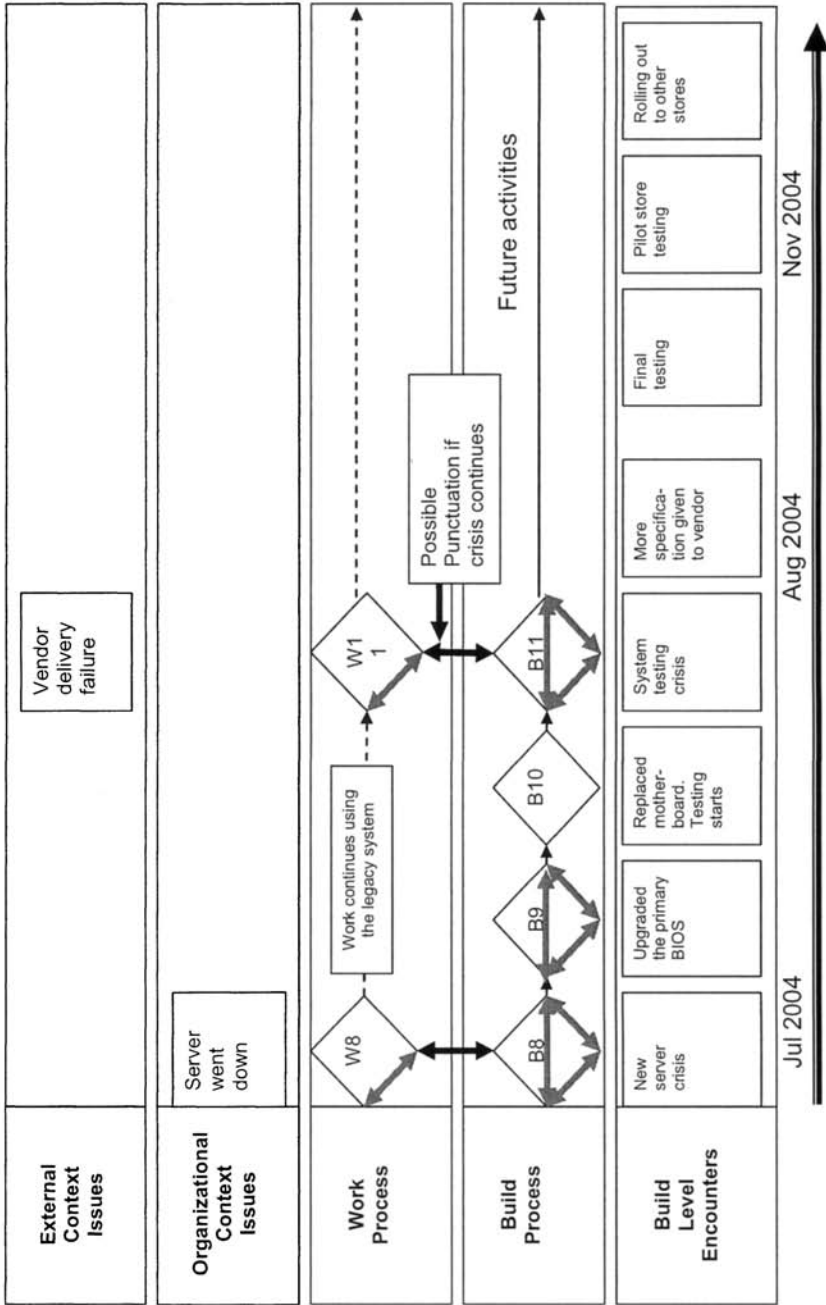 External
Context
Issues
Vendor
delivery
failure
Organizational
Context
Issues
Server
went
down
Work
Process
W8
Work continues using
the legacy system
W1
1
Possible
Punctuation if
crisis continues
Build
Process
B8
B9
B10
B11
Future activities
Build
Level
Encounters
New
server
crisis
Upgraded
the primary
BIOS
Replaced
mother-
board.
Testing
starts
System
testing
crisis
More
specifica-
tion given
to vendor
Final
testing
Pilot store
testing
Rolling out
to other
stores
Jul 2004
Aug 2004
Nov 2004